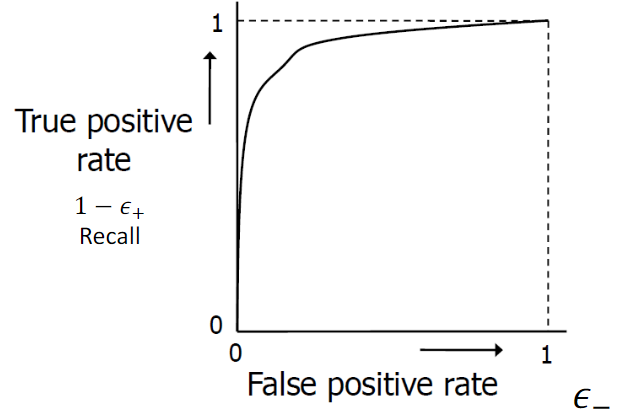 1
True positive
rate
1 − ϵ₊
Recall
0
0
1
False positive rate
ϵ₋